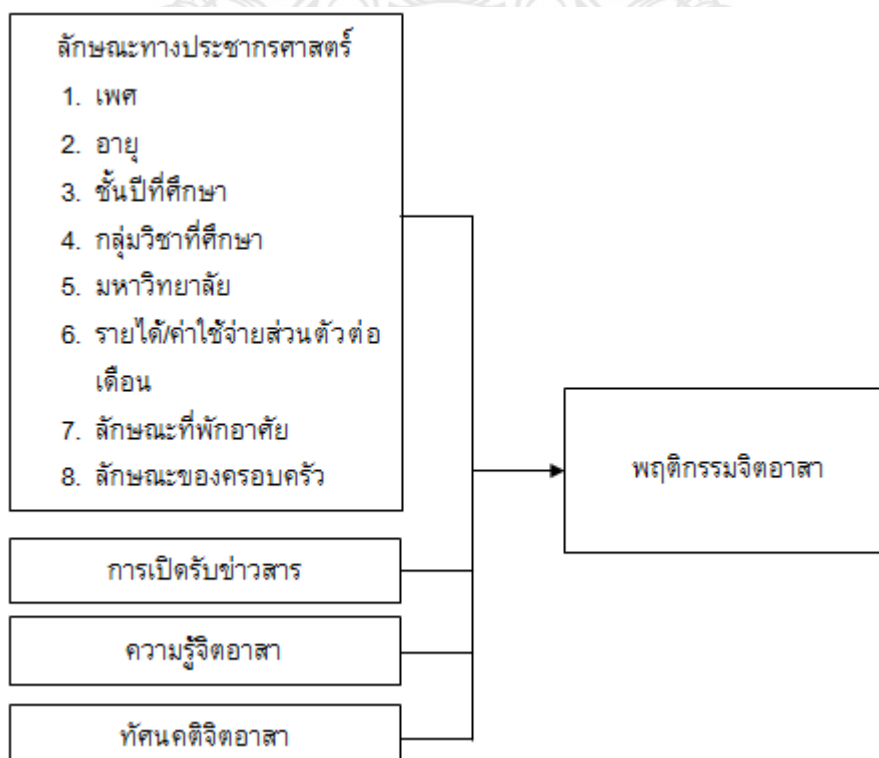 ลักษณะทางประชากรศาสตร์
1. เพศ
2. อายุ
3. ชั้นปีที่ศึกษา
4. กลุ่มวิชาที่ศึกษา
5. มหาวิทยาลัย
6. รายได้/ค่าใช้จ่ายส่วนตัวต่อ
เดือน
7. ลักษณะที่พักอาศัย
8. ลักษณะของครอบครัว
พฤติกรรมจิตอาสา
การเปิดรับข่าวสาร
ความรู้จิตอาสา
ทัศนคติจิตอาสา